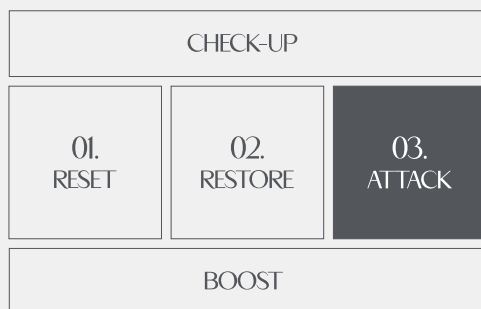 CHECK-UP
01.
RESET
02.
RESTORE
03.
ATTACK
BOOST